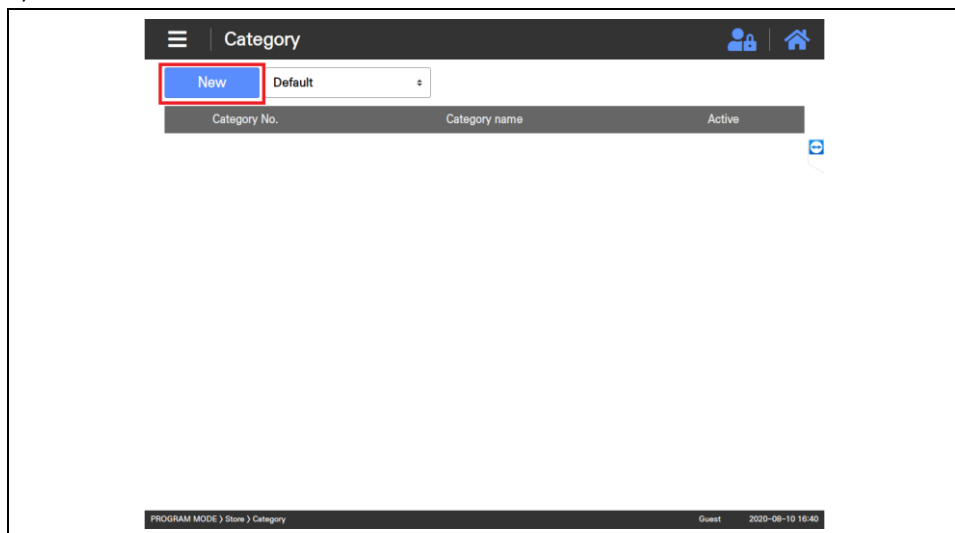 Category
New Default
Category No. Category name Active
PROGRAM MODE > Store > Category Guest 2020-08-10 16:40